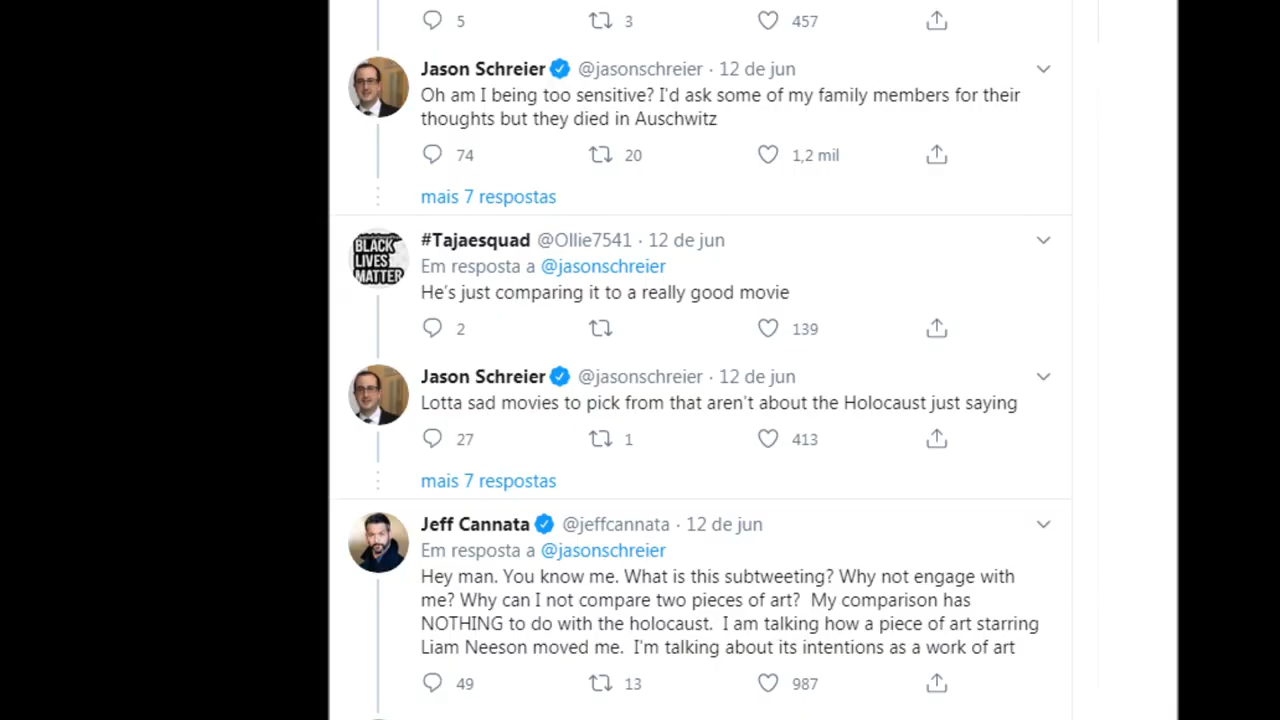 5 3 457
Jason Schreier @jasonschreier · 12 de jun
Oh am I being too sensitive? I'd ask some of my family members for their
thoughts but they died in Auschwitz
74 20 1,2 mil
mais 7 respostas
BLACK
LIVES
MATTER
#Tajaesquad @Ollie7541 · 12 de jun
Em resposta a @jasonschreier
He's just comparing it to a really good movie
2 139
Jason Schreier @jasonschreier · 12 de jun
Lotta sad movies to pick from that aren't about the Holocaust just saying
27 1 413
mais 7 respostas
Jeff Cannata @jeffcannata · 12 de jun
Em resposta a @jasonschreier
Hey man. You know me. What is this subtweeting? Why not engage with
me? Why can I not compare two pieces of art?  My comparison has
NOTHING to do with the holocaust.  I am talking how a piece of art starring
Liam Neeson moved me.  I'm talking about its intentions as a work of art
49 13 987